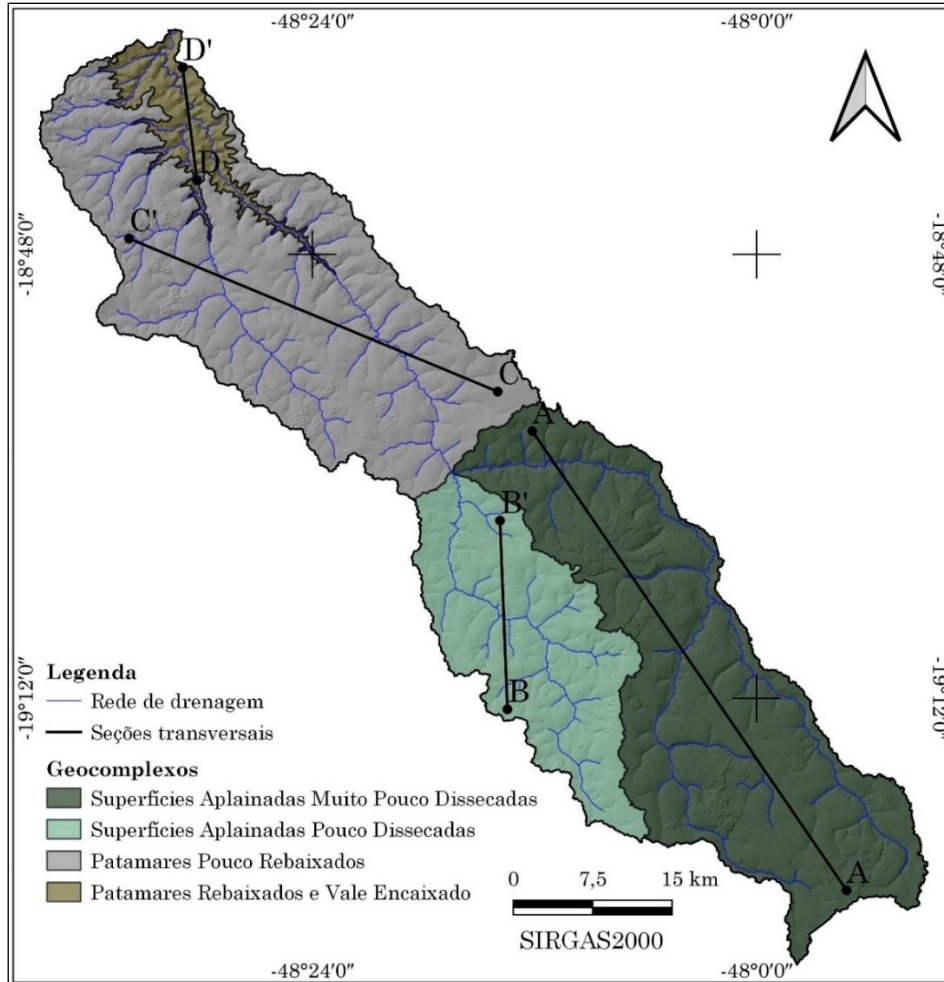 -48°24'0" -48°0'0"
D'
D
C'
-18°48'0" -18°48'0"
C
A
B'
-19°12'0" -19°12'0"
B
Legenda
Rede de drenagem
Seções transversais
Geocomplexos
Superfícies Aplainadas Muito Pouco Dissecadas
Superfícies Aplainadas Pouco Dissecadas
Patamares Pouco Rebaixados
Patamares Rebaixados e Vale Encaixado
A
0 7,5 15 km
SIRGAS2000
-48°24'0" -48°0'0"